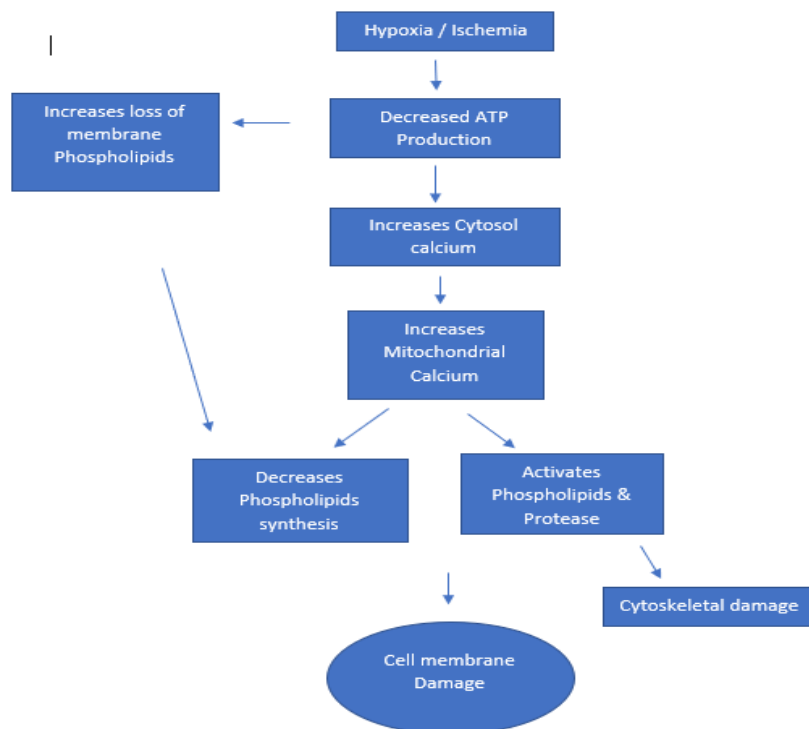 Hypoxia / Ischemia
Increases loss of
membrane
Phospholipids
Decreased ATP
Production
Increases Cytosol
calcium
Increases
Mitochondrial
Calcium
Decreases
Phospholipids
synthesis
Activates
Phospholipids &
Protease
Cytoskeletal damage
Cell membrane
Damage